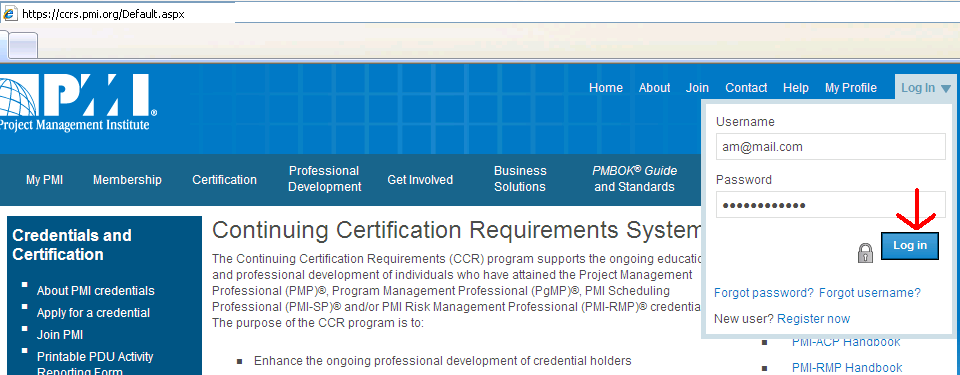 https://ccrs.pmi.org/Default.aspx
PMI®
Project Management Institute
Home About Join Contact Help My Profile Log In
Username
am@mail.com
Password
••••••••••••
Log in
Forgot password? Forgot username?
New user? Register now
My PMI Membership Certification Professional Development Get Involved Business Solutions PMBOK® Guide and Standards
Credentials and
Certification
About PMI credentials
Apply for a credential
Join PMI
Printable PDU Activity
Reporting Form
Continuing Certification Requirements System
The Continuing Certification Requirements (CCR) program supports the ongoing educatio
and professional development of individuals who have attained the Project Management
Professional (PMP)®, Program Management Professional (PgMP)®, PMI Scheduling
Professional (PMI-SP)® and/or PMI Risk Management Professional (PMI-RMP)® credentia
The purpose of the CCR program is to:
Enhance the ongoing professional development of credential holders
PMI-ACP Handbook
PMI-RMP Handbook